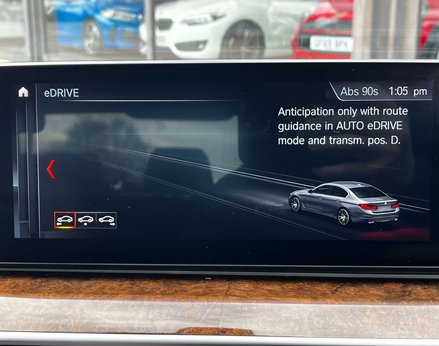 eDRIVE
Abs 90s 1:05 pm
Anticipation only with route
guidance in AUTO eDRIVE
mode and transm. pos. D.